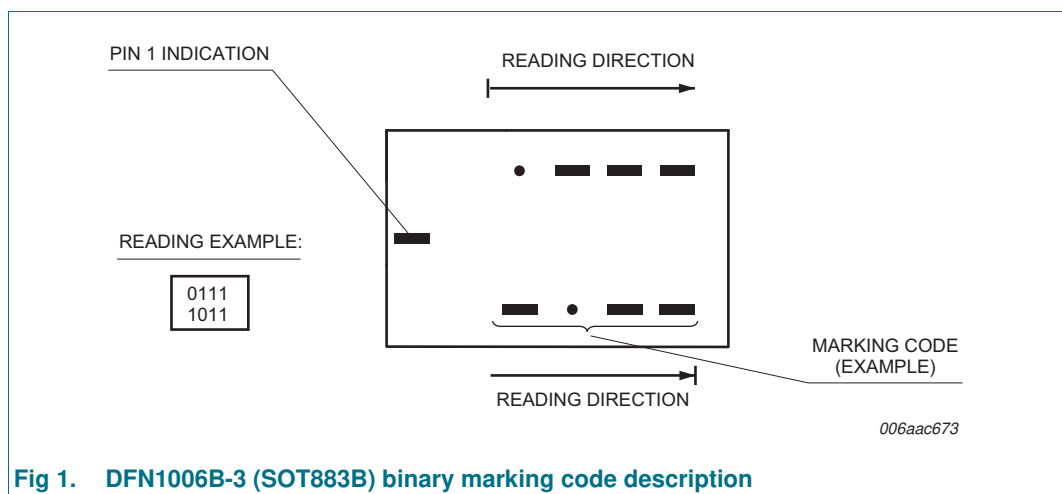 PIN 1 INDICATION
READING DIRECTION
READING EXAMPLE:
0111
1011
MARKING CODE
(EXAMPLE)
READING DIRECTION
006aac673
Fig 1. DFN1006B-3 (SOT883B) binary marking code description